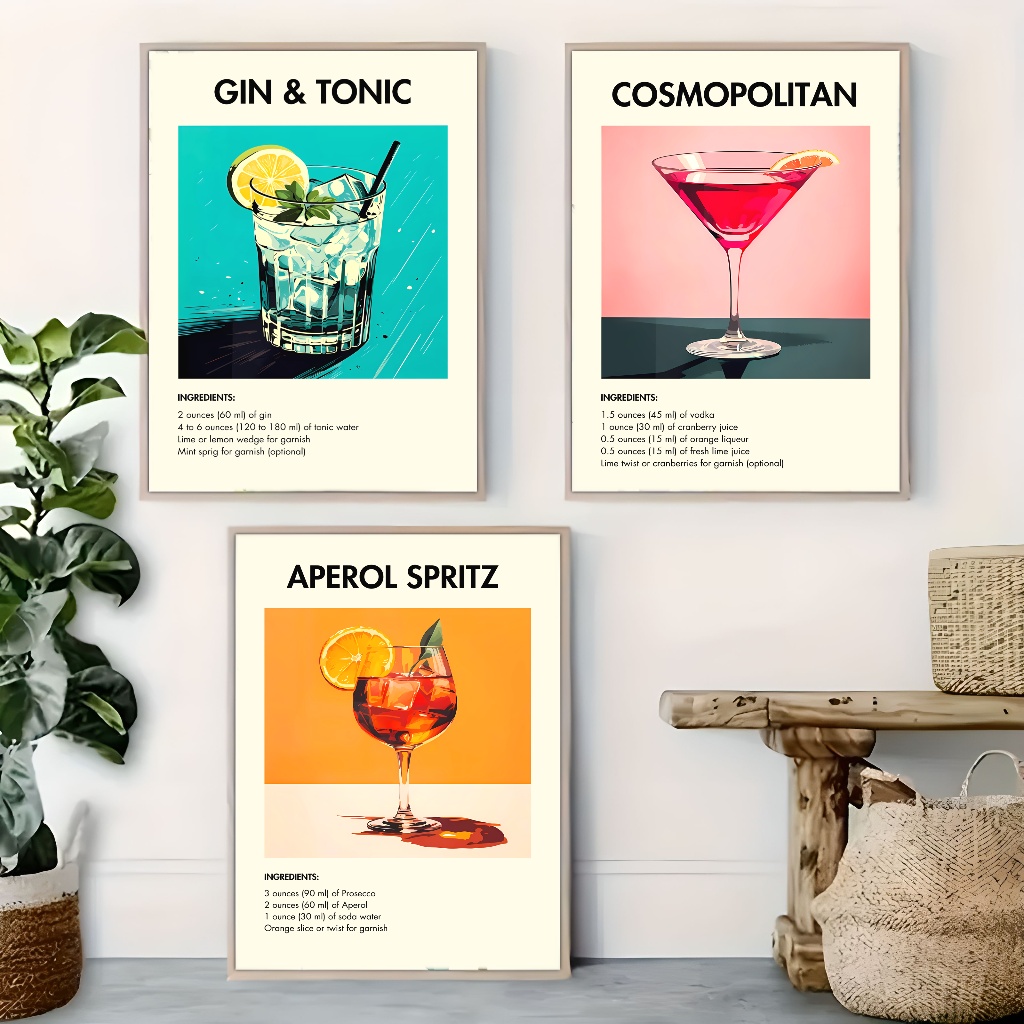 GIN & TONIC
INGREDIENTS:
2 ounces (60 ml) of gin
4 to 6 ounces (120 to 180 ml) of tonic water
Lime or lemon wedge for garnish
Mint sprig for garnish (optional)
COSMOPOLITAN
INGREDIENTS:
1.5 ounces (45 ml) of vodka
1 ounce (30 ml) of cranberry juice
0.5 ounces (15 ml) of orange liqueur
0.5 ounces (15 ml) of fresh lime juice
Lime twist or cranberries for garnish (optional)
APEROL SPRITZ
INGREDIENTS:
3 ounces (90 ml) of Prosecco
2 ounces (60 ml) of Aperol
1 ounce (30 ml) of soda water
Orange slice or twist for garnish